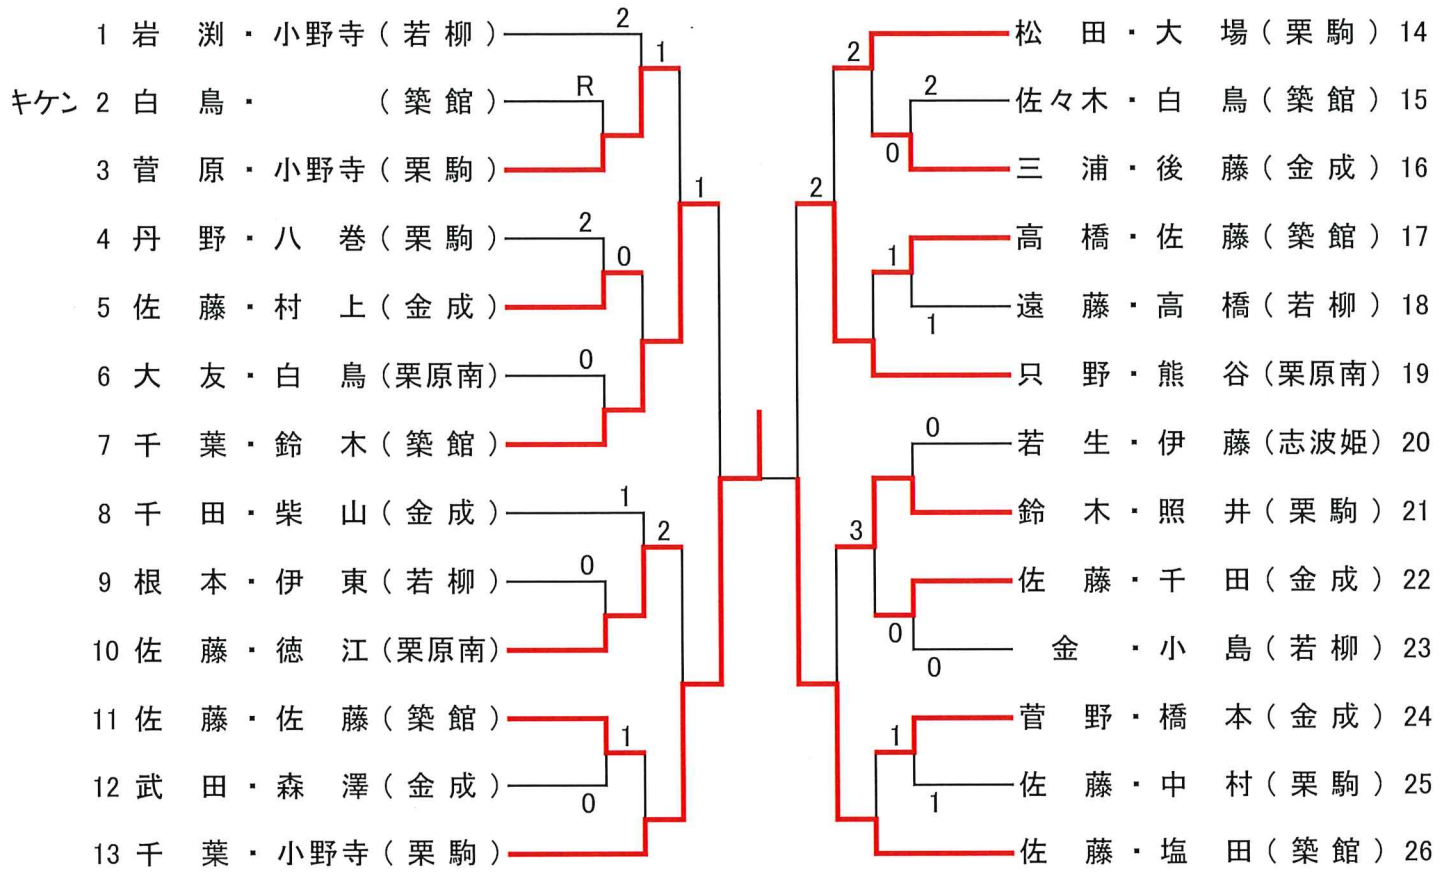 1 岩 渕・小野寺(若柳)
キケン 2 白 鳥・ (築館)
3 菅 原・小野寺(栗駒)
4 丹 野・八 巻(栗駒)
5 佐 藤・村 上(金成)
6 大 友・白 鳥(栗原南)
7 千 葉・鈴 木(築館)
8 千 田・柴 山(金成)
9 根 本・伊 東(若柳)
10 佐 藤・徳 江(栗原南)
11 佐 藤・佐 藤(築館)
12 武 田・森 澤(金成)
13 千 葉・小野寺(栗駒)
2
1
R
1
2
0
0
1
2
0
1
0
2
2
0
2
1
1
0
3
0
0
1
1
松 田・大 場(栗駒) 14
佐々木・白 鳥(築館) 15
三 浦・後 藤(金成) 16
高 橋・佐 藤(築館) 17
遠 藤・高 橋(若柳) 18
只 野・熊 谷(栗原南) 19
若 生・伊 藤(志波姫) 20
鈴 木・照 井(栗駒) 21
佐 藤・千 田(金成) 22
金 ・小 島(若柳) 23
菅 野・橋 本(金成) 24
佐 藤・中 村(栗駒) 25
佐 藤・塩 田(築館) 26